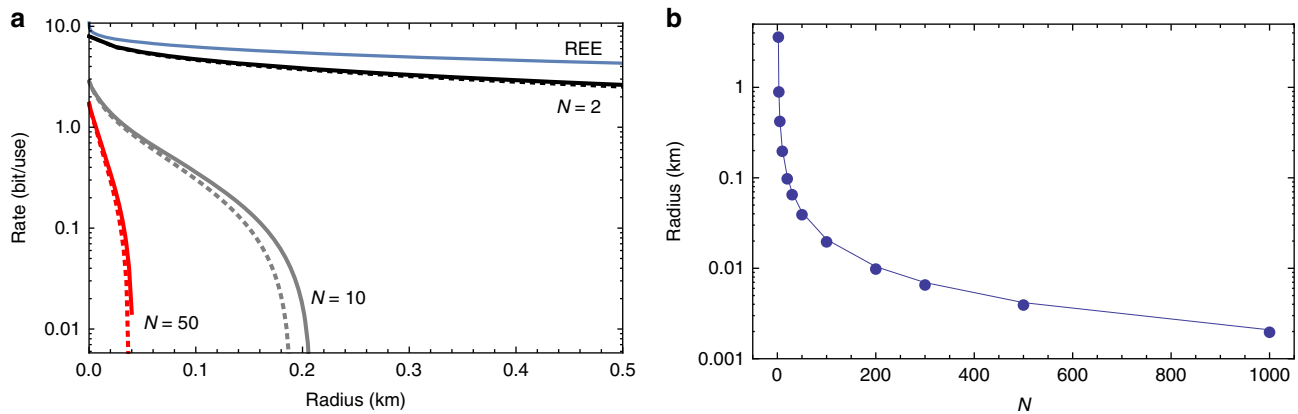 a
10.0
1.0
0.1
0.01
Rate (bit/use)
0.0 0.1 0.2 0.3 0.4 0.5
Radius (km)
REE
N = 2
N = 10
N = 50
b
1
0.1
0.01
0.001
Radius (km)
0 200 400 600 800 1000
N